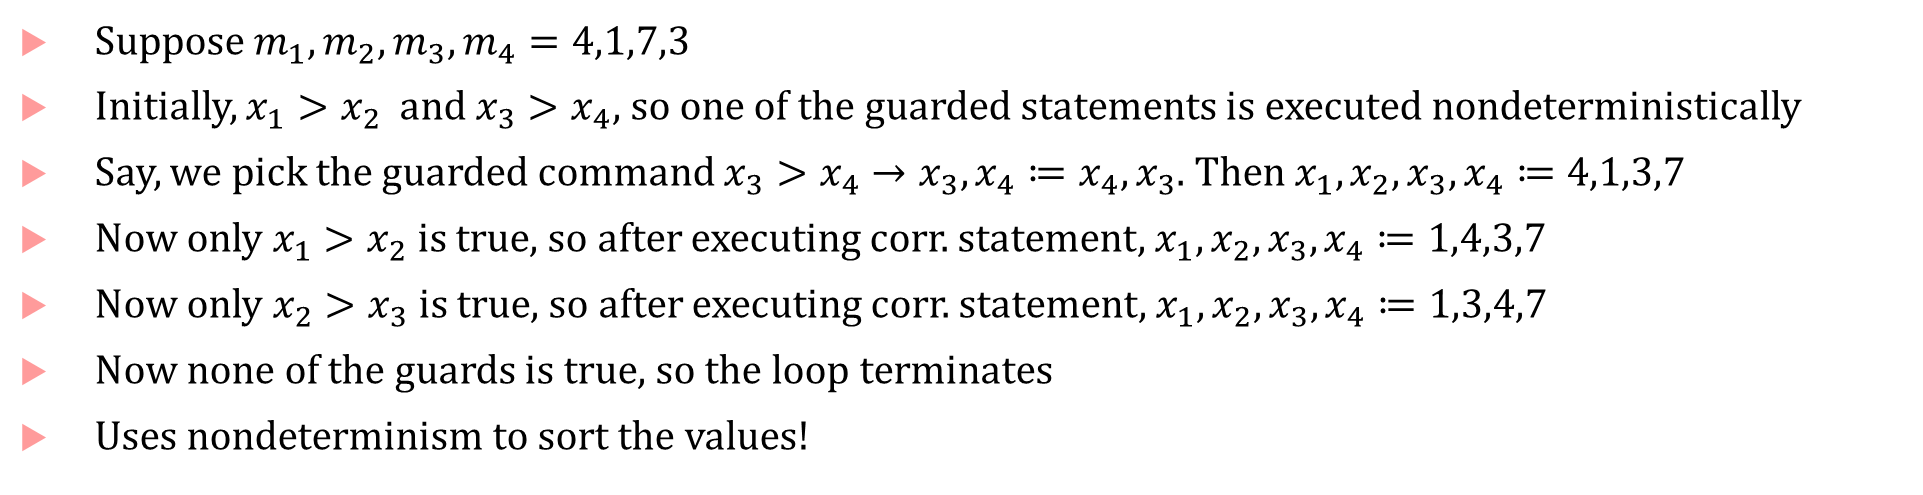 Suppose m₁, m₂, m₃, m₄ = 4,1,7,3
Initially, x₁ > x₂ and x₃ > x₄, so one of the guarded statements is executed nondeterministically
Say, we pick the guarded command x₃ > x₄ → x₃, x₄ ≔ x₄, x₃. Then x₁, x₂, x₃, x₄ ≔ 4,1,3,7
Now only x₁ > x₂ is true, so after executing corr. statement, x₁, x₂, x₃, x₄ ≔ 1,4,3,7
Now only x₂ > x₃ is true, so after executing corr. statement, x₁, x₂, x₃, x₄ ≔ 1,3,4,7
Now none of the guards is true, so the loop terminates
Uses nondeterminism to sort the values!